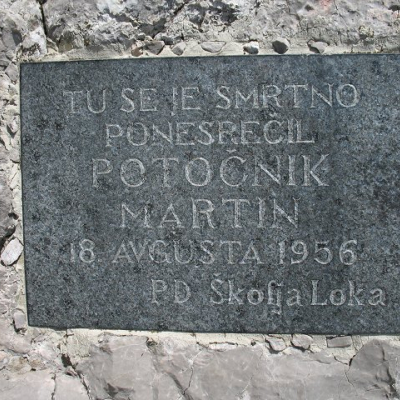 TU SE JE SMRTNO
PONESREČIL
POTOČNIK
MARTIN
18. AVGUSTA 1956
PD Škofja Loka